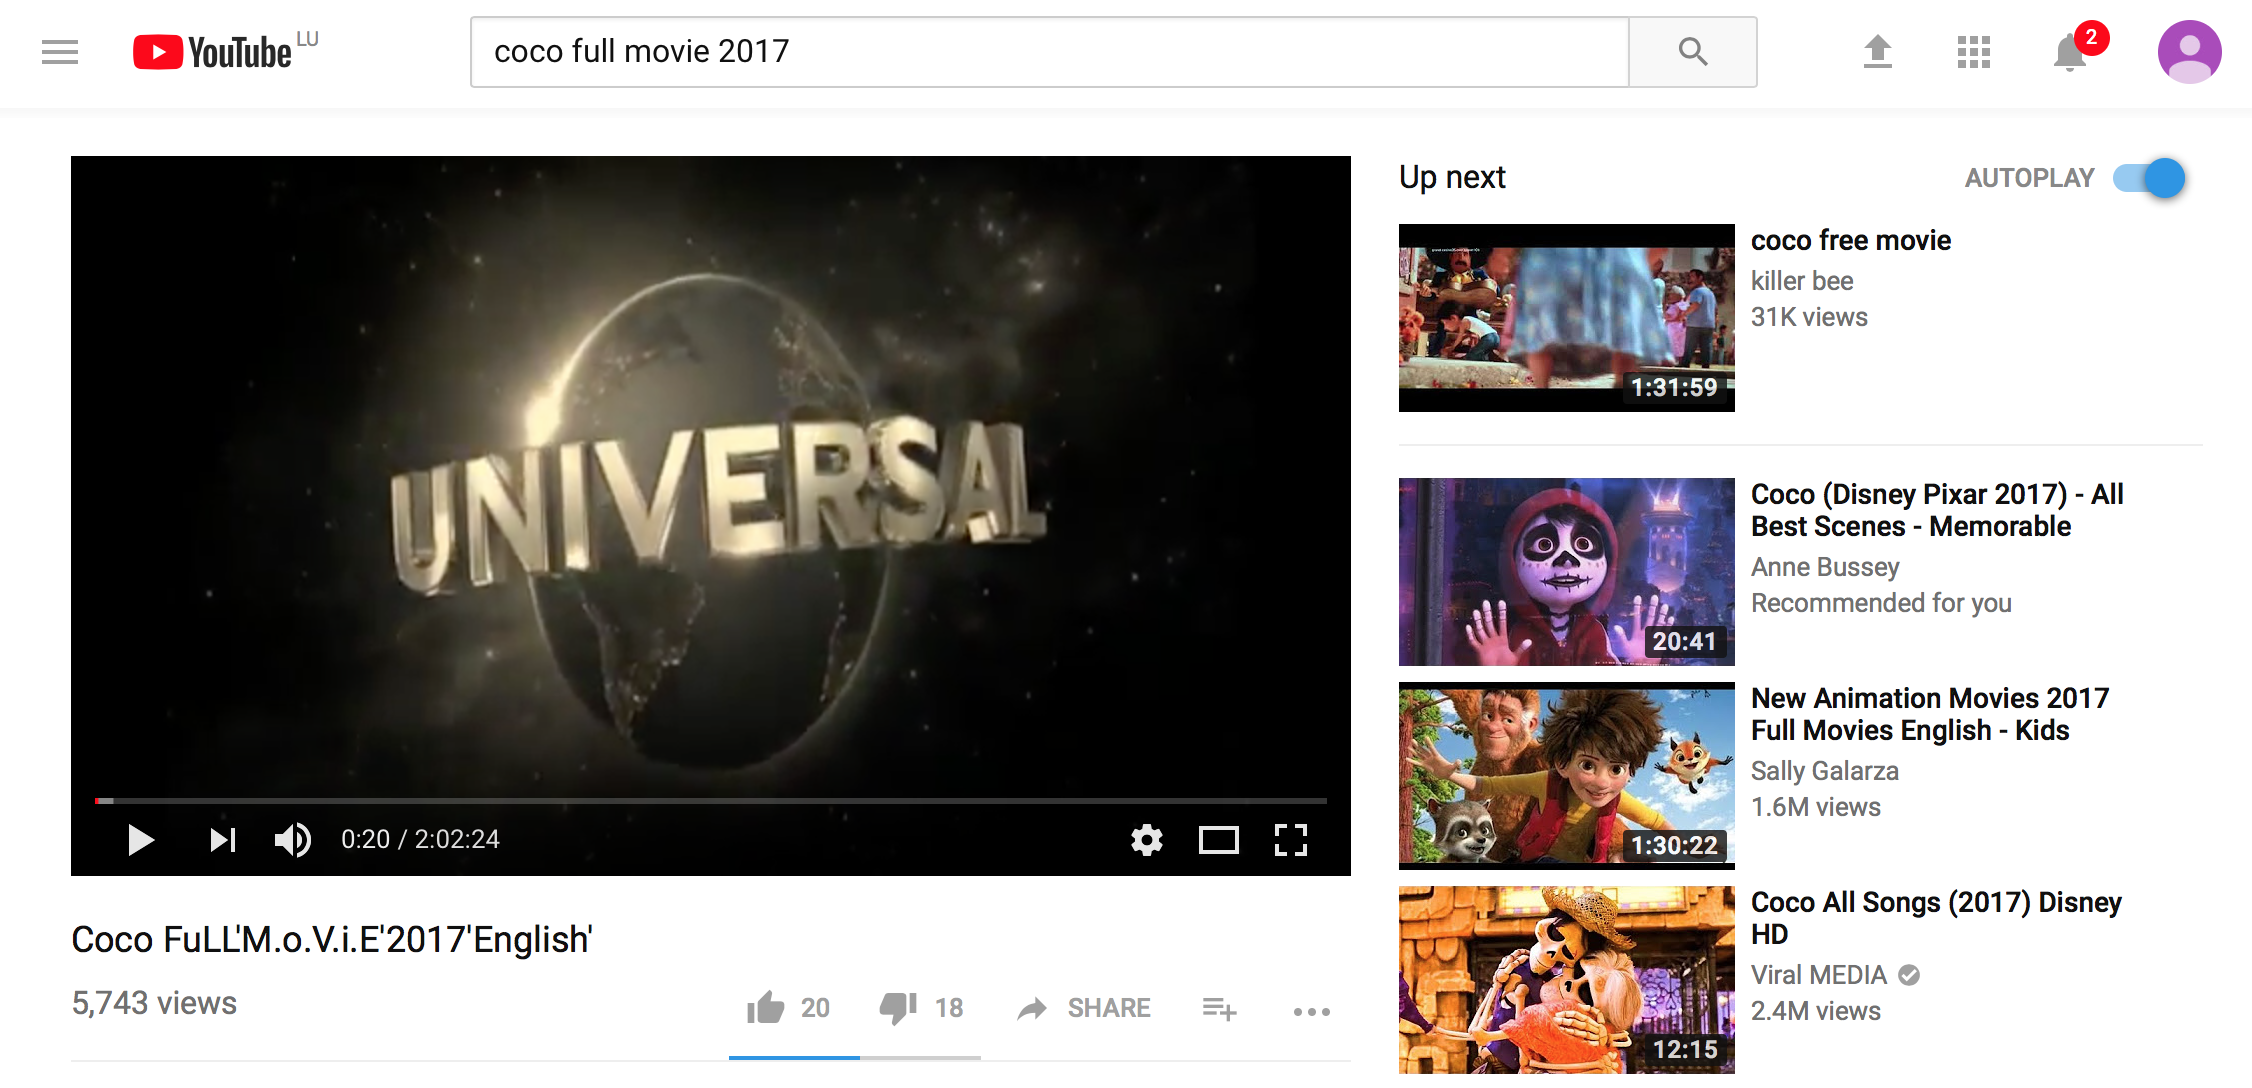 YouTube LU
coco full movie 2017
2
UNIVERSAL
0:20 / 2:02:24
Coco FuLL'M.o.V.i.E'2017'English'
5,743 views
20
18
SHARE
Up next
AUTOPLAY
1:31:59
coco free movie
killer bee
31K views
20:41
Coco (Disney Pixar 2017) - All
Best Scenes - Memorable
Anne Bussey
Recommended for you
1:30:22
New Animation Movies 2017
Full Movies English - Kids
Sally Galarza
1.6M views
12:15
Coco All Songs (2017) Disney
HD
Viral MEDIA
2.4M views